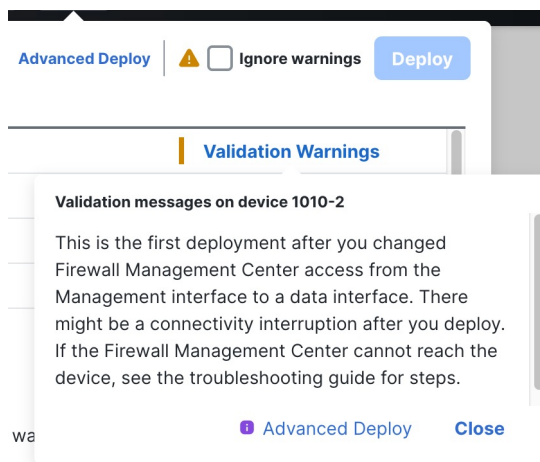 Advanced Deploy Ignore warnings Deploy
Validation Warnings
Validation messages on device 1010-2
This is the first deployment after you changed
Firewall Management Center access from the
Management interface to a data interface. There
might be a connectivity interruption after you deploy.
If the Firewall Management Center cannot reach the
device, see the troubleshooting guide for steps.
wa
Advanced Deploy Close